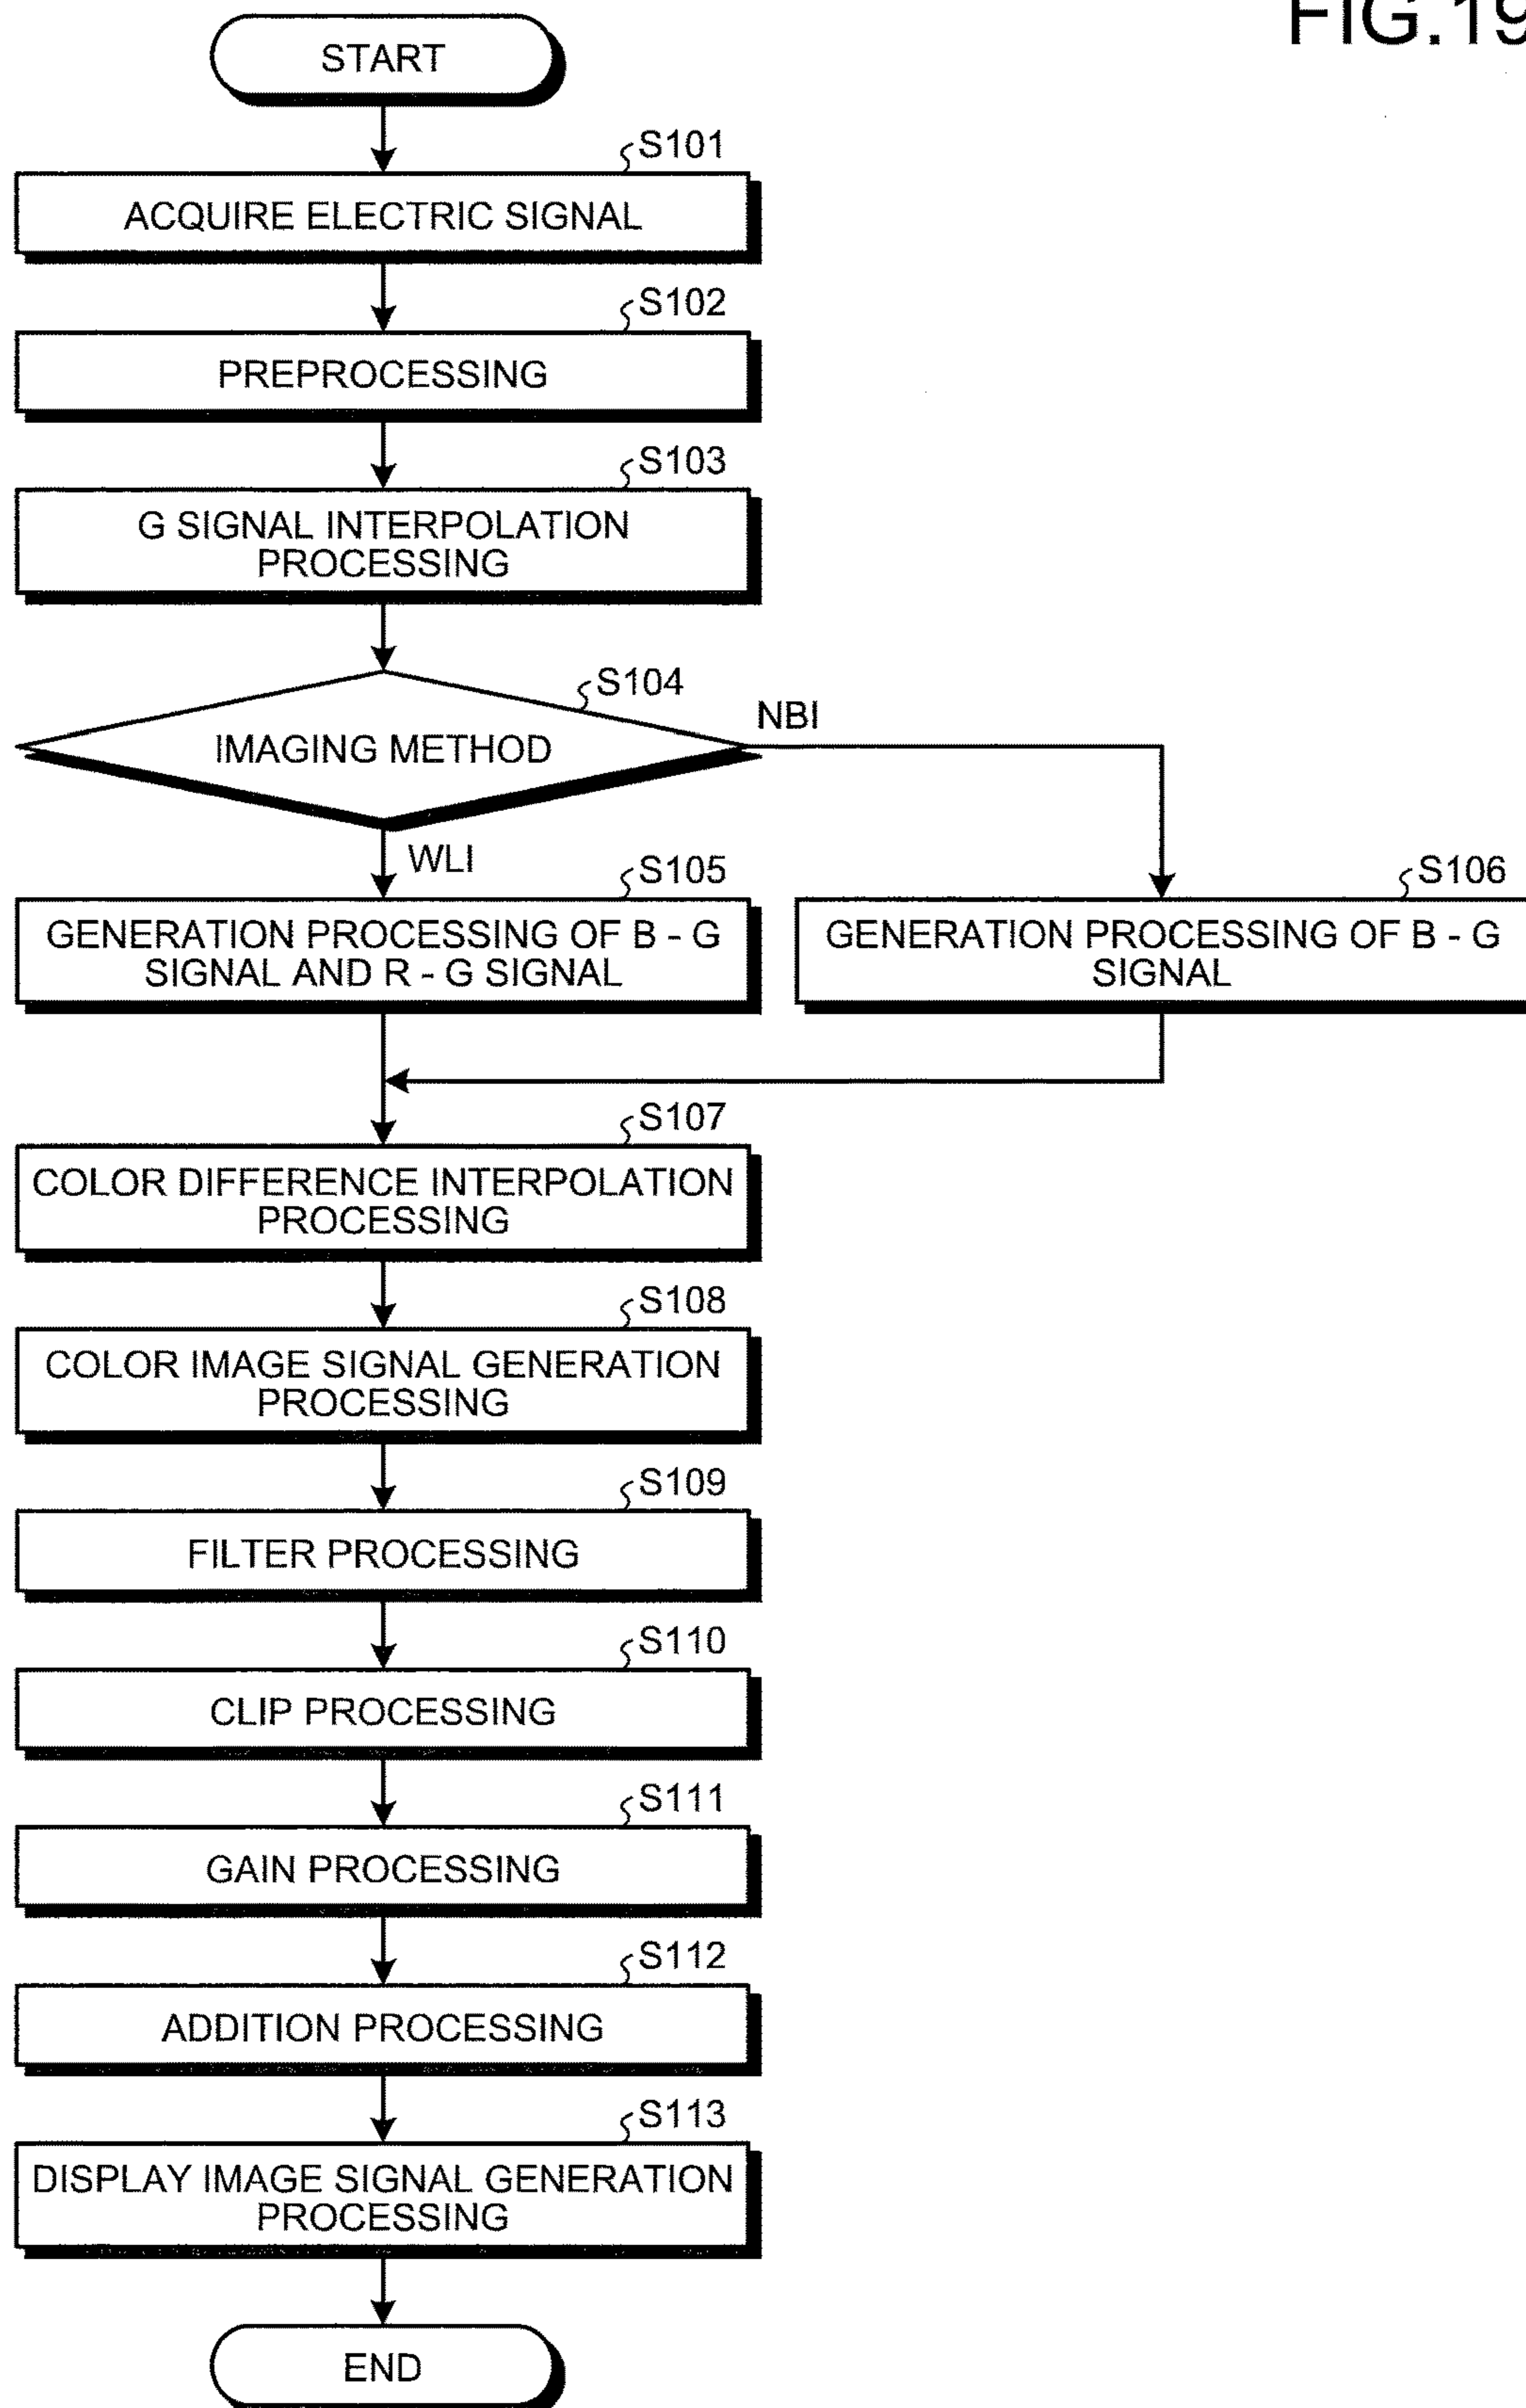 FIG.19
START
S101
ACQUIRE ELECTRIC SIGNAL
S102
PREPROCESSING
S103
G SIGNAL INTERPOLATION
PROCESSING
S104
IMAGING METHOD
NBI
WLI
S105
GENERATION PROCESSING OF B - G
SIGNAL AND R - G SIGNAL
S106
GENERATION PROCESSING OF B - G
SIGNAL
S107
COLOR DIFFERENCE INTERPOLATION
PROCESSING
S108
COLOR IMAGE SIGNAL GENERATION
PROCESSING
S109
FILTER PROCESSING
S110
CLIP PROCESSING
S111
GAIN PROCESSING
S112
ADDITION PROCESSING
S113
DISPLAY IMAGE SIGNAL GENERATION
PROCESSING
END